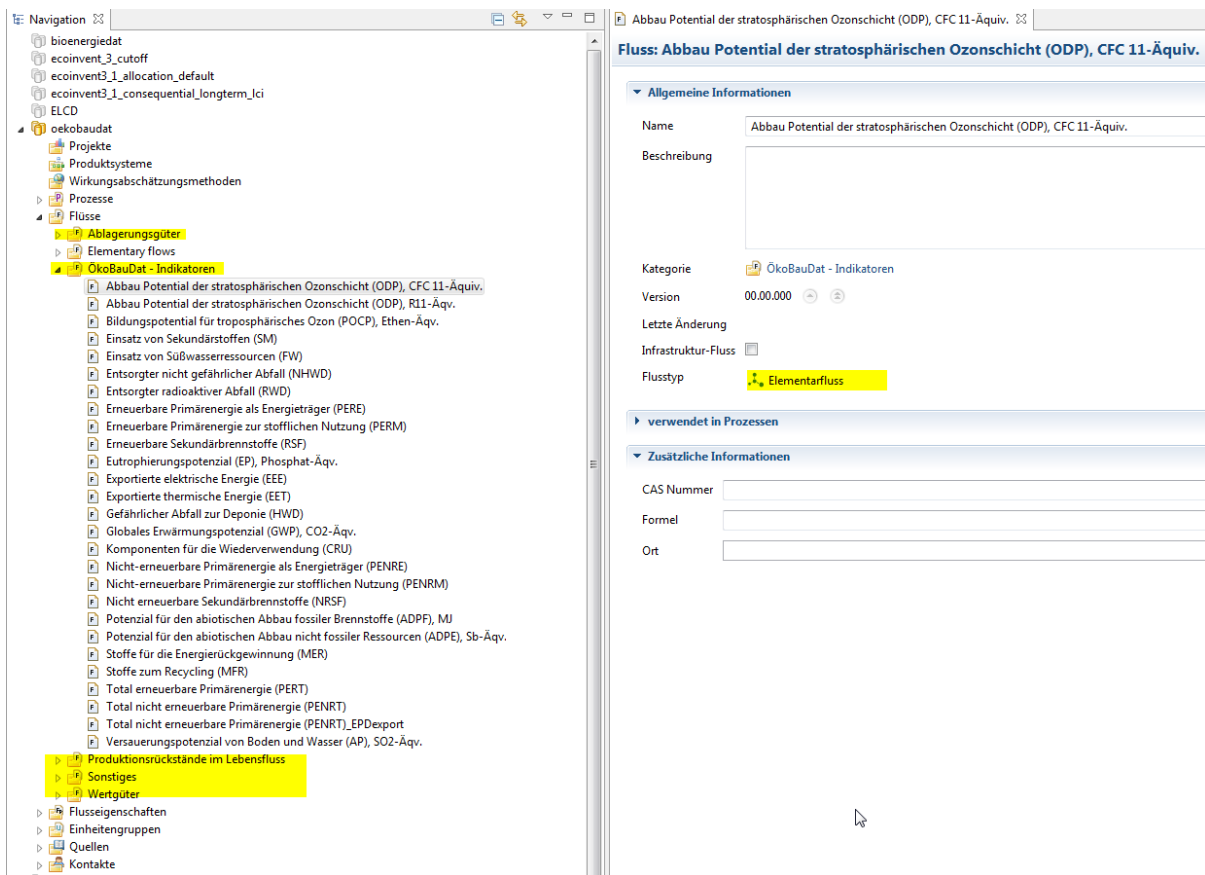 Navigation
bioenergiedat
ecoinvent_3_cutoff
ecoinvent3_1_allocation_default
ecoinvent3_1_consequential_longterm_lci
ELCD
oekobaudat
Projekte
Produktsysteme
Wirkungsabschätzungsmethoden
Prozesse
Flüsse
Ablagerungsgüter
Elementary flows
ÖkoBauDat - Indikatoren
Abbau Potential der stratosphärischen Ozonschicht (ODP), CFC 11-Äquiv.
Abbau Potential der stratosphärischen Ozonschicht (ODP), R11-Äqv.
Bildungspotential für troposphärisches Ozon (POCP), Ethen-Äqv.
Einsatz von Sekundärstoffen (SM)
Einsatz von Süßwasserressourcen (FW)
Entsorgter nicht gefährlicher Abfall (NHWD)
Entsorgter radioaktiver Abfall (RWD)
Erneuerbare Primärenergie als Energieträger (PERE)
Erneuerbare Primärenergie zur stofflichen Nutzung (PERM)
Erneuerbare Sekundärbrennstoffe (RSF)
Eutrophierungspotenzial (EP), Phosphat-Äqv.
Exportierte elektrische Energie (EEE)
Exportierte thermische Energie (EET)
Gefährlicher Abfall zur Deponie (HWD)
Globales Erwärmungspotenzial (GWP), CO2-Äqv.
Komponenten für die Wiederverwendung (CRU)
Nicht-erneuerbare Primärenergie als Energieträger (PENRE)
Nicht-erneuerbare Primärenergie zur stofflichen Nutzung (PENRM)
Nicht erneuerbare Sekundärbrennstoffe (NRSF)
Potenzial für den abiotischen Abbau fossiler Brennstoffe (ADPF), MJ
Potenzial für den abiotischen Abbau nicht fossiler Ressourcen (ADPE), Sb-Äqv.
Stoffe für die Energierückgewinnung (MER)
Stoffe zum Recycling (MFR)
Total erneuerbare Primärenergie (PERT)
Total nicht erneuerbare Primärenergie (PENRT)
Total nicht erneuerbare Primärenergie (PENRT)_EPDexport
Versauerungspotenzial von Boden und Wasser (AP), SO2-Äqv.
Produktionsrückstände im Lebensfluss
Sonstiges
Wertgüter
Flusseigenschaften
Einheitengruppen
Quellen
Kontakte
Abbau Potential der stratosphärischen Ozonschicht (ODP), CFC 11-Äquiv.
Fluss: Abbau Potential der stratosphärischen Ozonschicht (ODP), CFC 11-Äquiv.
Allgemeine Informationen
Name Abbau Potential der stratosphärischen Ozonschicht (ODP), CFC 11-Äquiv.
Beschreibung
Kategorie ÖkoBauDat - Indikatoren
Version 00.00.000
Letzte Änderung
Infrastruktur-Fluss
Flusstyp Elementarfluss
verwendet in Prozessen
Zusätzliche Informationen
CAS Nummer
Formel
Ort